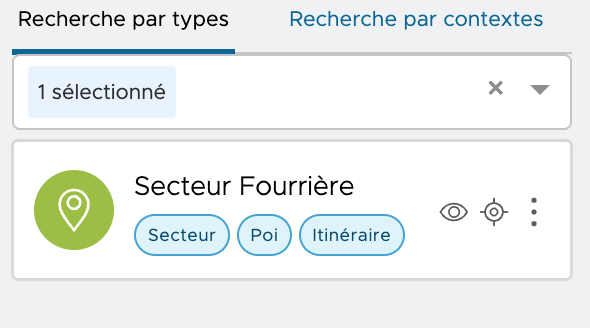 Recherche par types
Recherche par contextes
1 sélectionné
Secteur Fourrière
Secteur
Poi
Itinéraire